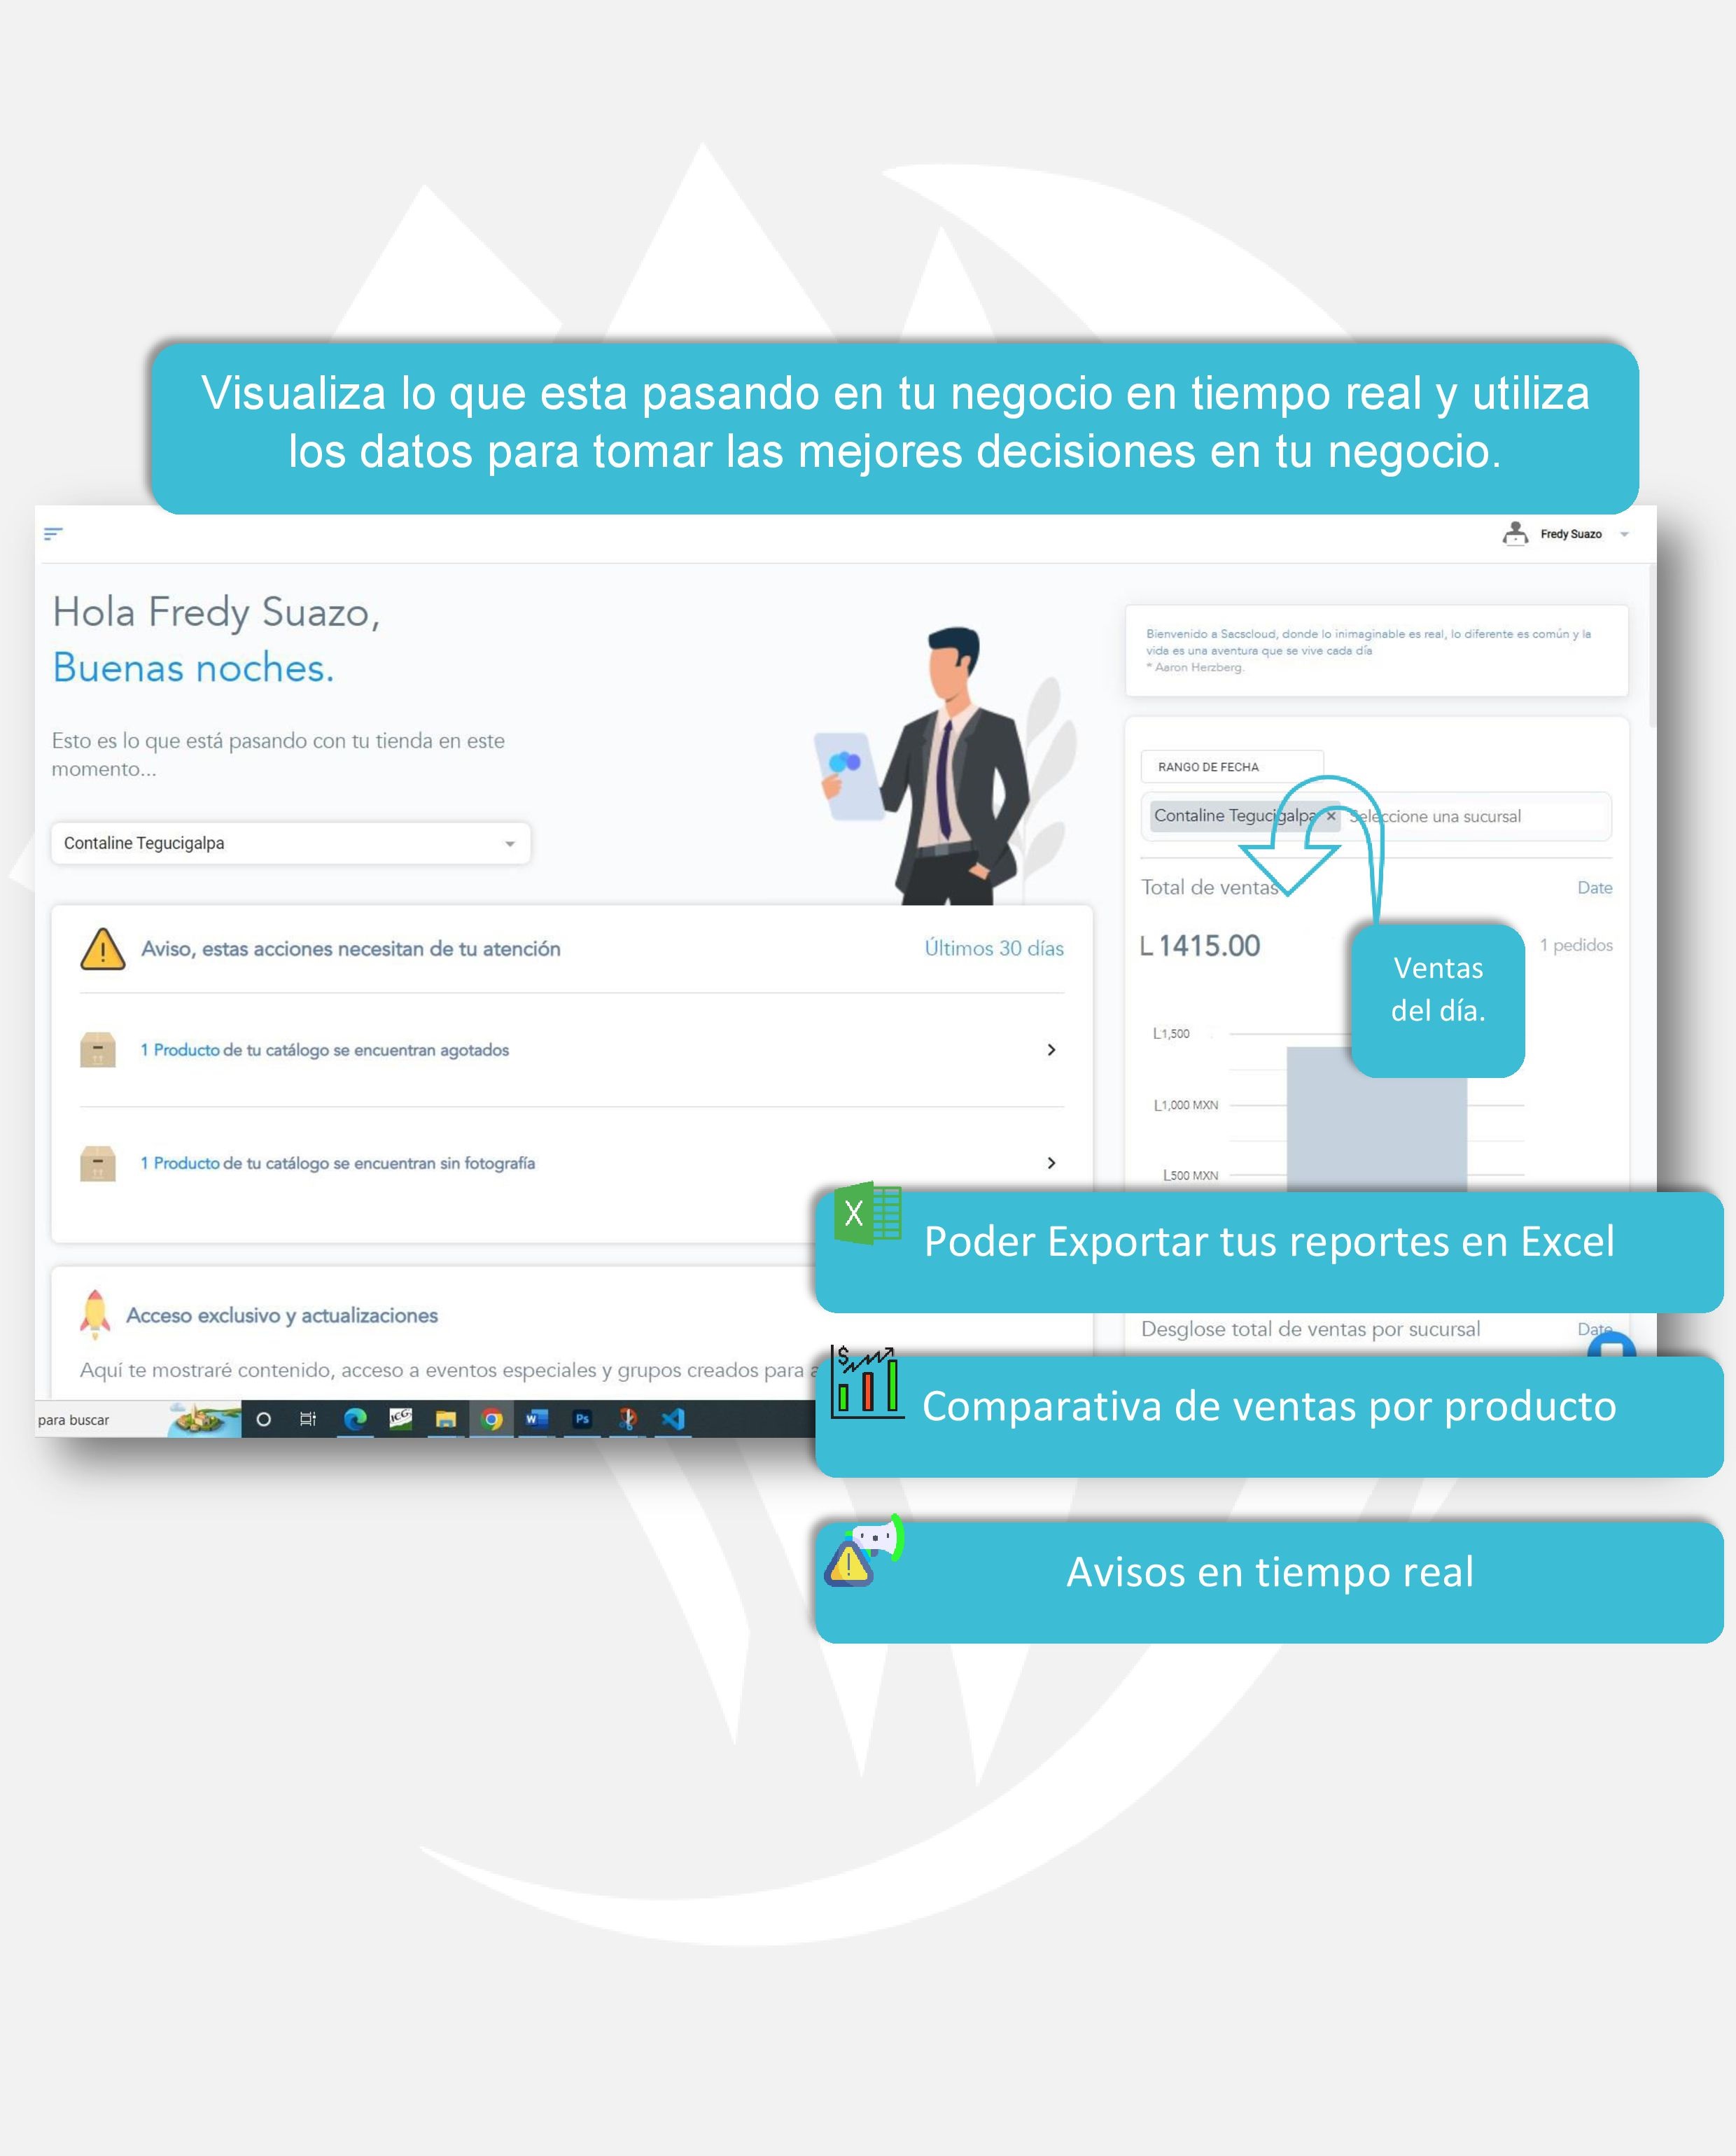 Visualiza lo que esta pasando en tu negocio en tiempo real y utiliza
los datos para tomar las mejores decisiones en tu negocio.
Fredy Suazo
Hola Fredy Suazo,
Buenas noches.
Esto es lo que está pasando con tu tienda en este
momento...
Contaline Tegucigalpa
Aviso, estas acciones necesitan de tu atención
Últimos 30 días
1 Producto de tu catálogo se encuentran agotados
1 Producto de tu catálogo se encuentran sin fotografía
Acceso exclusivo y actualizaciones
Aquí te mostraré contenido, acceso a eventos especiales y grupos creados para
Bienvenido a Sacscloud, donde lo inimaginable es real, lo diferente es común y la
vida es una aventura que se vive cada día
* Aaron Herzberg.
RANGO DE FECHA
Contaline Tegucigalpa × Seleccione una sucursal
Total de ventas
Date
L 1415.00
1 pedidos
Ventas
del día.
L1,500
L1,000 MXN
L500 MXN
Poder Exportar tus reportes en Excel
Desglose total de ventas por sucursal
Date
Comparativa de ventas por producto
Avisos en tiempo real
para buscar